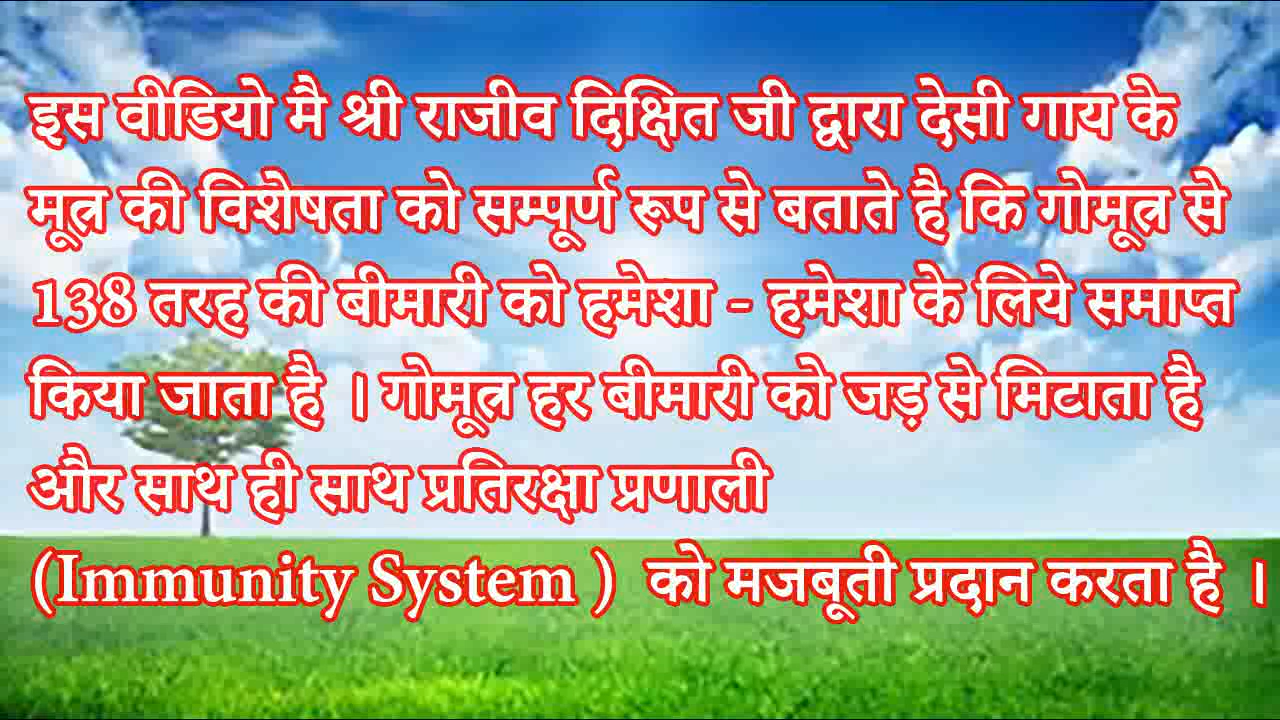 इस वीडियो मै श्री राजीव दिक्षित जी द्वारा देसी गाय के
मूत्र की विशेषता को सम्पूर्ण रूप से बताते है कि गोमूत्र से
138 तरह की बीमारी को हमेशा - हमेशा के लिये समाप्त
किया जाता है । गोमूत्र हर बीमारी को जड़ से मिटाता है
और साथ ही साथ प्रतिरक्षा प्रणाली
(Immunity System ) को मजबूती प्रदान करता है ।